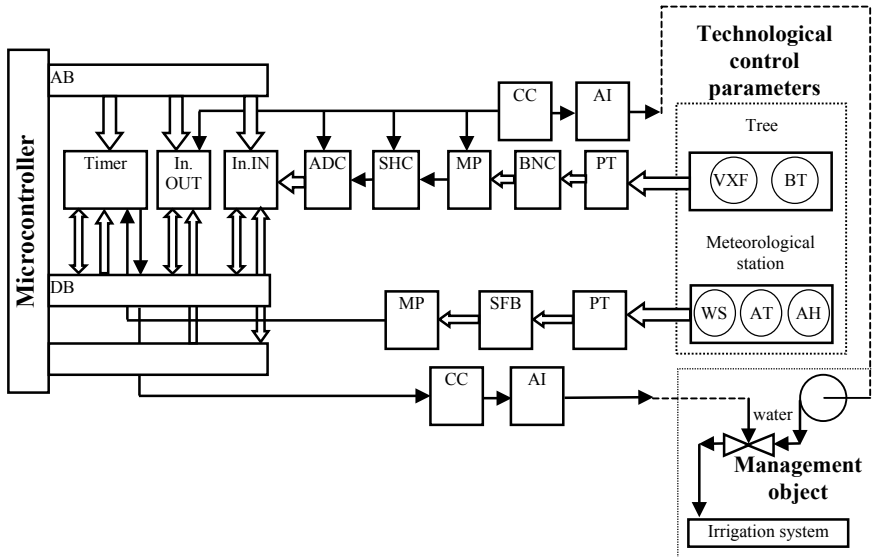 Technological
control
parameters
AB
CC
AI
Tree
Timer
In.
OUT
In.IN
ADC
SHC
MP
BNC
PT
VXF
BT
Microcontroller
Meteorological
station
DB
MP
SFB
PT
WS
AT
AH
CC
AI
water
Management
object
Irrigation system